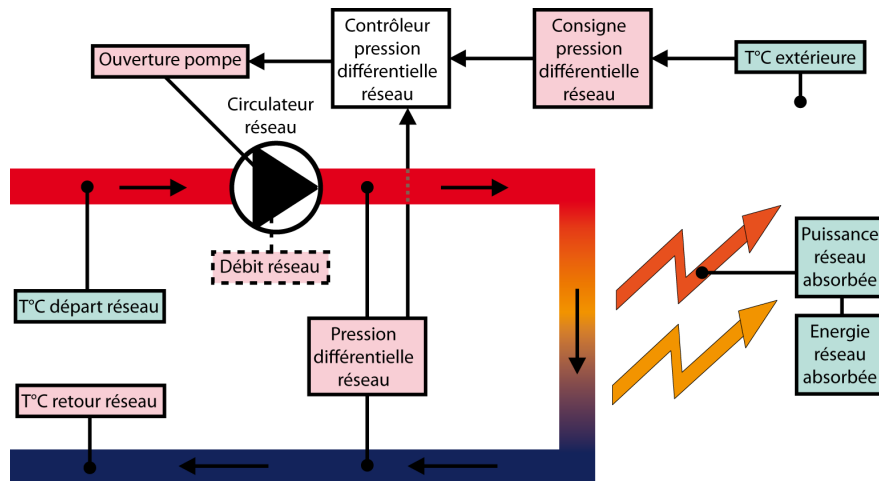 Contrôleur
pression
différentielle
réseau
Consigne
pression
différentielle
réseau
T°C extérieure
Ouverture pompe
Circulateur
réseau
Débit réseau
T°C départ réseau
Pression
différentielle
réseau
T°C retour réseau
Puissance
réseau
absorbée
Energie
réseau
absorbée